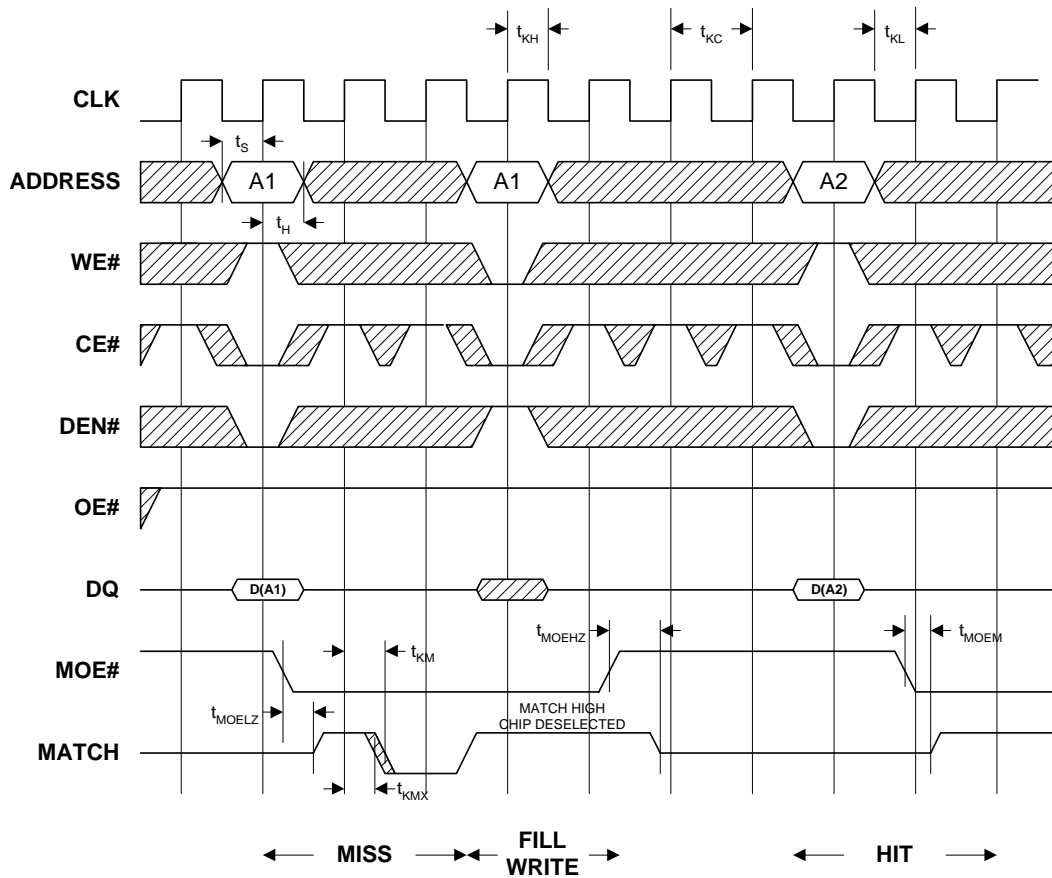 tKH
tKC
tKL
CLK
tS
ADDRESS
A1
A1
A2
tH
WE#
CE#
DEN#
OE#
DQ
D(A1)
D(A2)
tMOEHZ
tMOEM
tKM
MOE#
tMOELZ
MATCH HIGH
CHIP DESELECTED
MATCH
tKMX
MISS
FILL
WRITE
HIT